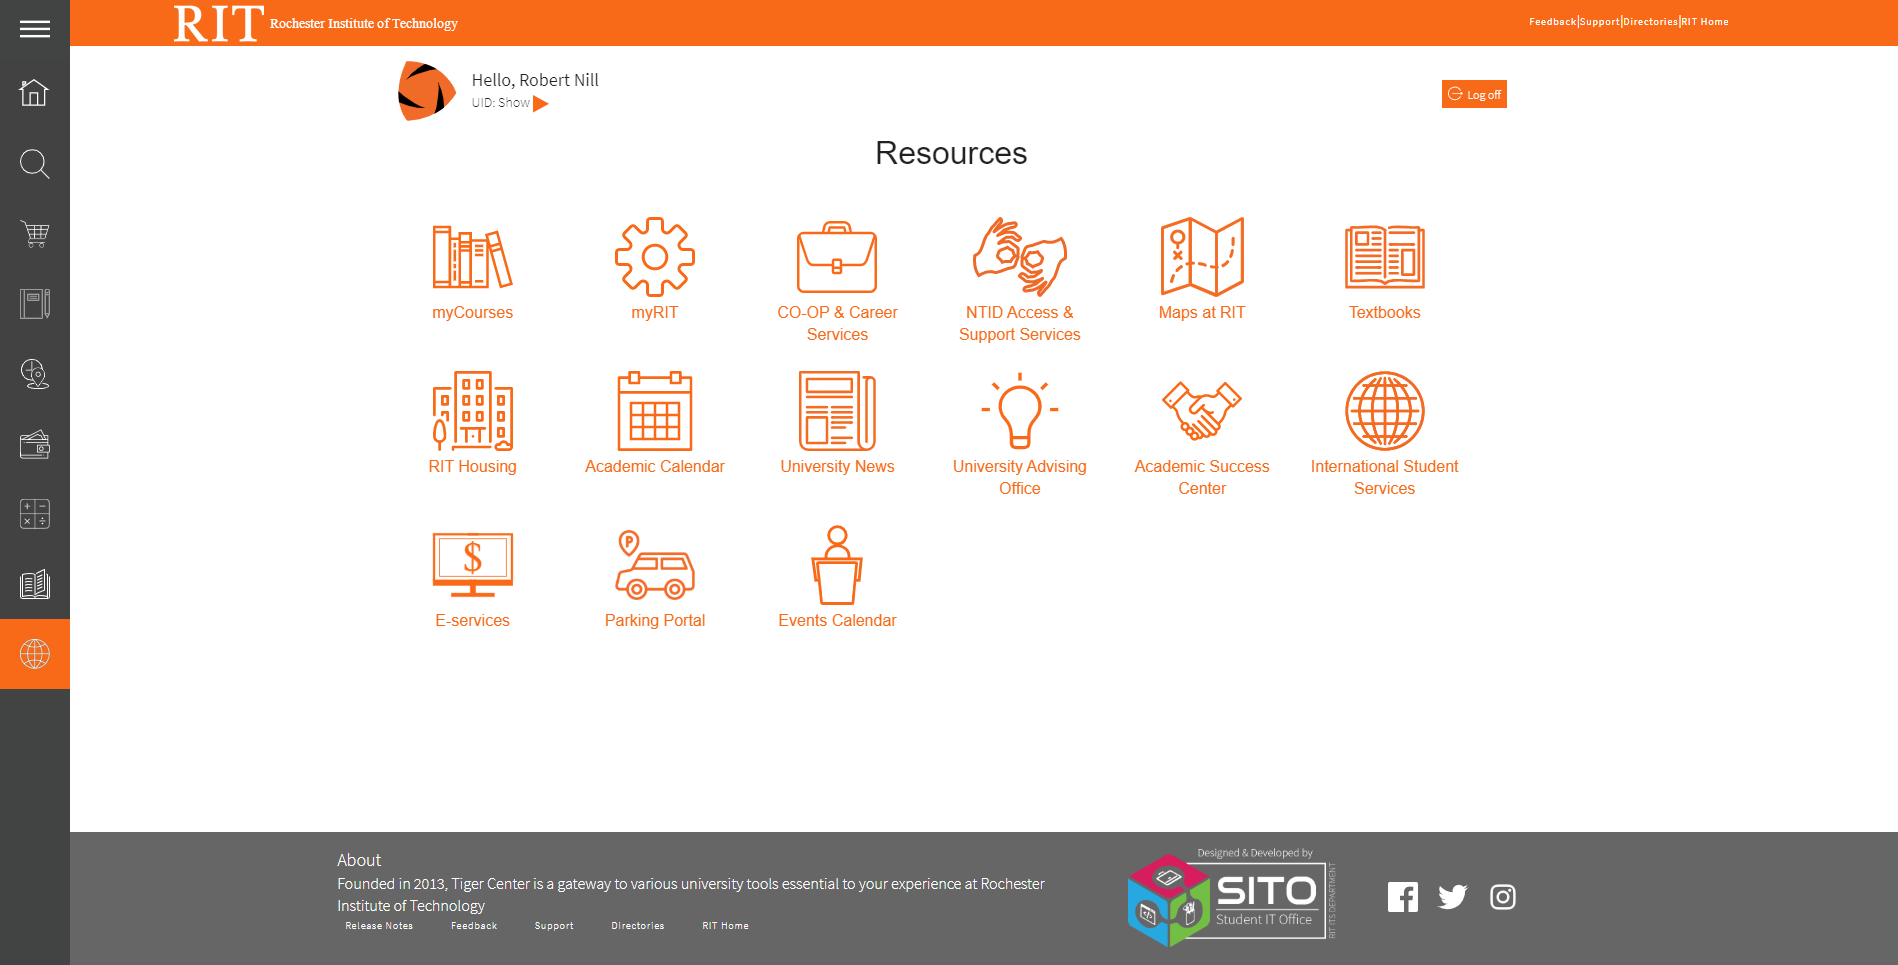 RIT Rochester Institute of Technology
Feedback|Support|Directories|RIT Home
Hello, Robert Nill
UID: Show
Log off
Resources
myCourses
myRIT
CO-OP & Career
Services
NTID Access &
Support Services
Maps at RIT
Textbooks
RIT Housing
Academic Calendar
University News
University Advising
Office
Academic Success
Center
International Student
Services
$
E-services
P
Parking Portal
Events Calendar
About
Founded in 2013, Tiger Center is a gateway to various university tools essential to your experience at Rochester
Institute of Technology
Release Notes
Feedback
Support
Directories
RIT Home
Designed & Developed by
SITO
Student IT Office
RIT ITS DEPARTMENT